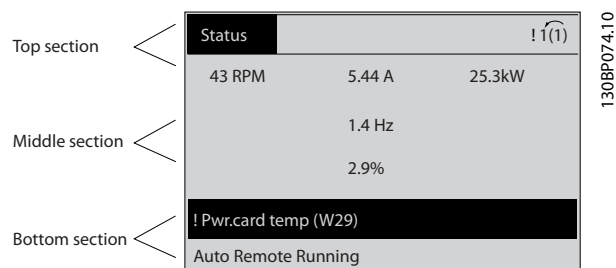 Top section
Status ! 1(1)
43 RPM 5.44 A 25.3kW
Middle section
1.4 Hz
2.9%
Bottom section
! Pwr.card temp (W29)
Auto Remote Running
130BP074.10